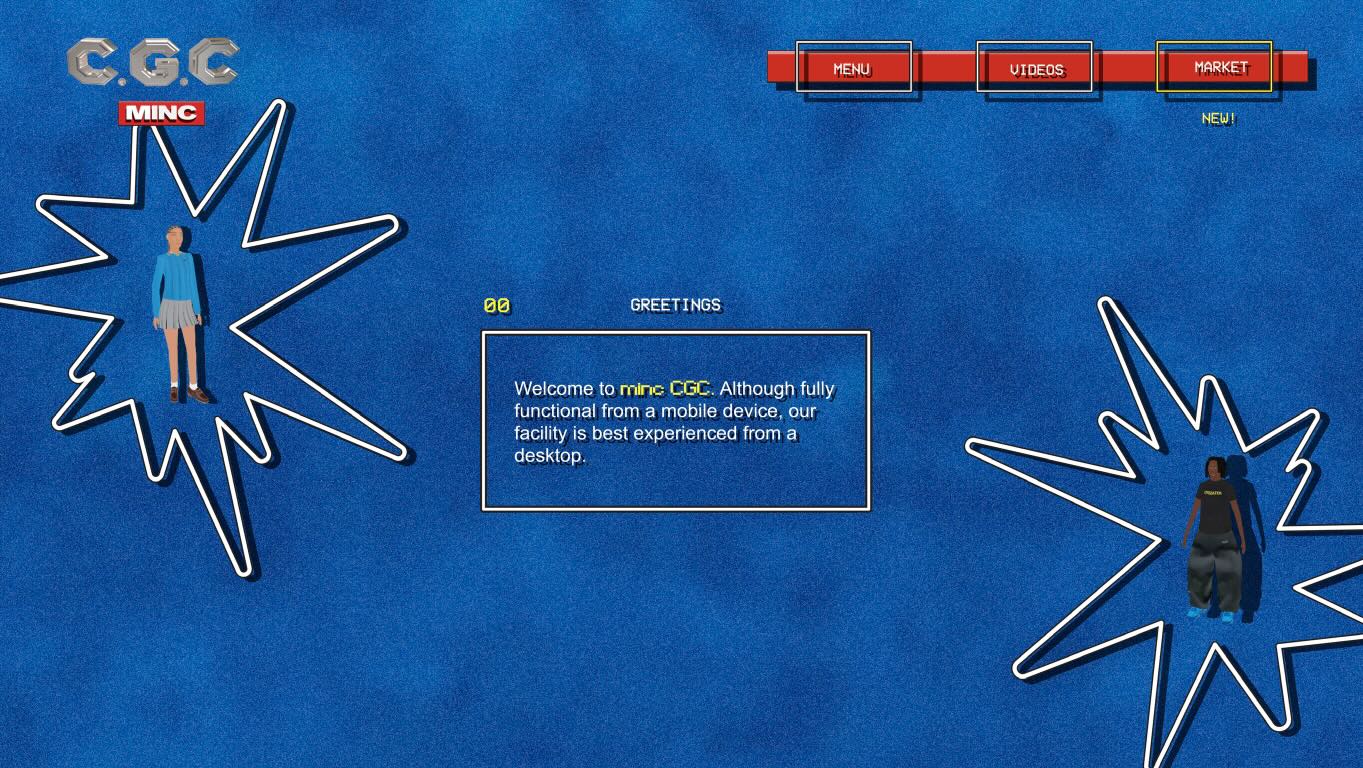 C.G.C
MINC
MENU
VIDEOS
MARKET
NEW!
00
GREETINGS
Welcome to minc CGC. Although fully
functional from a mobile device, our
facility is best experienced from a
desktop.